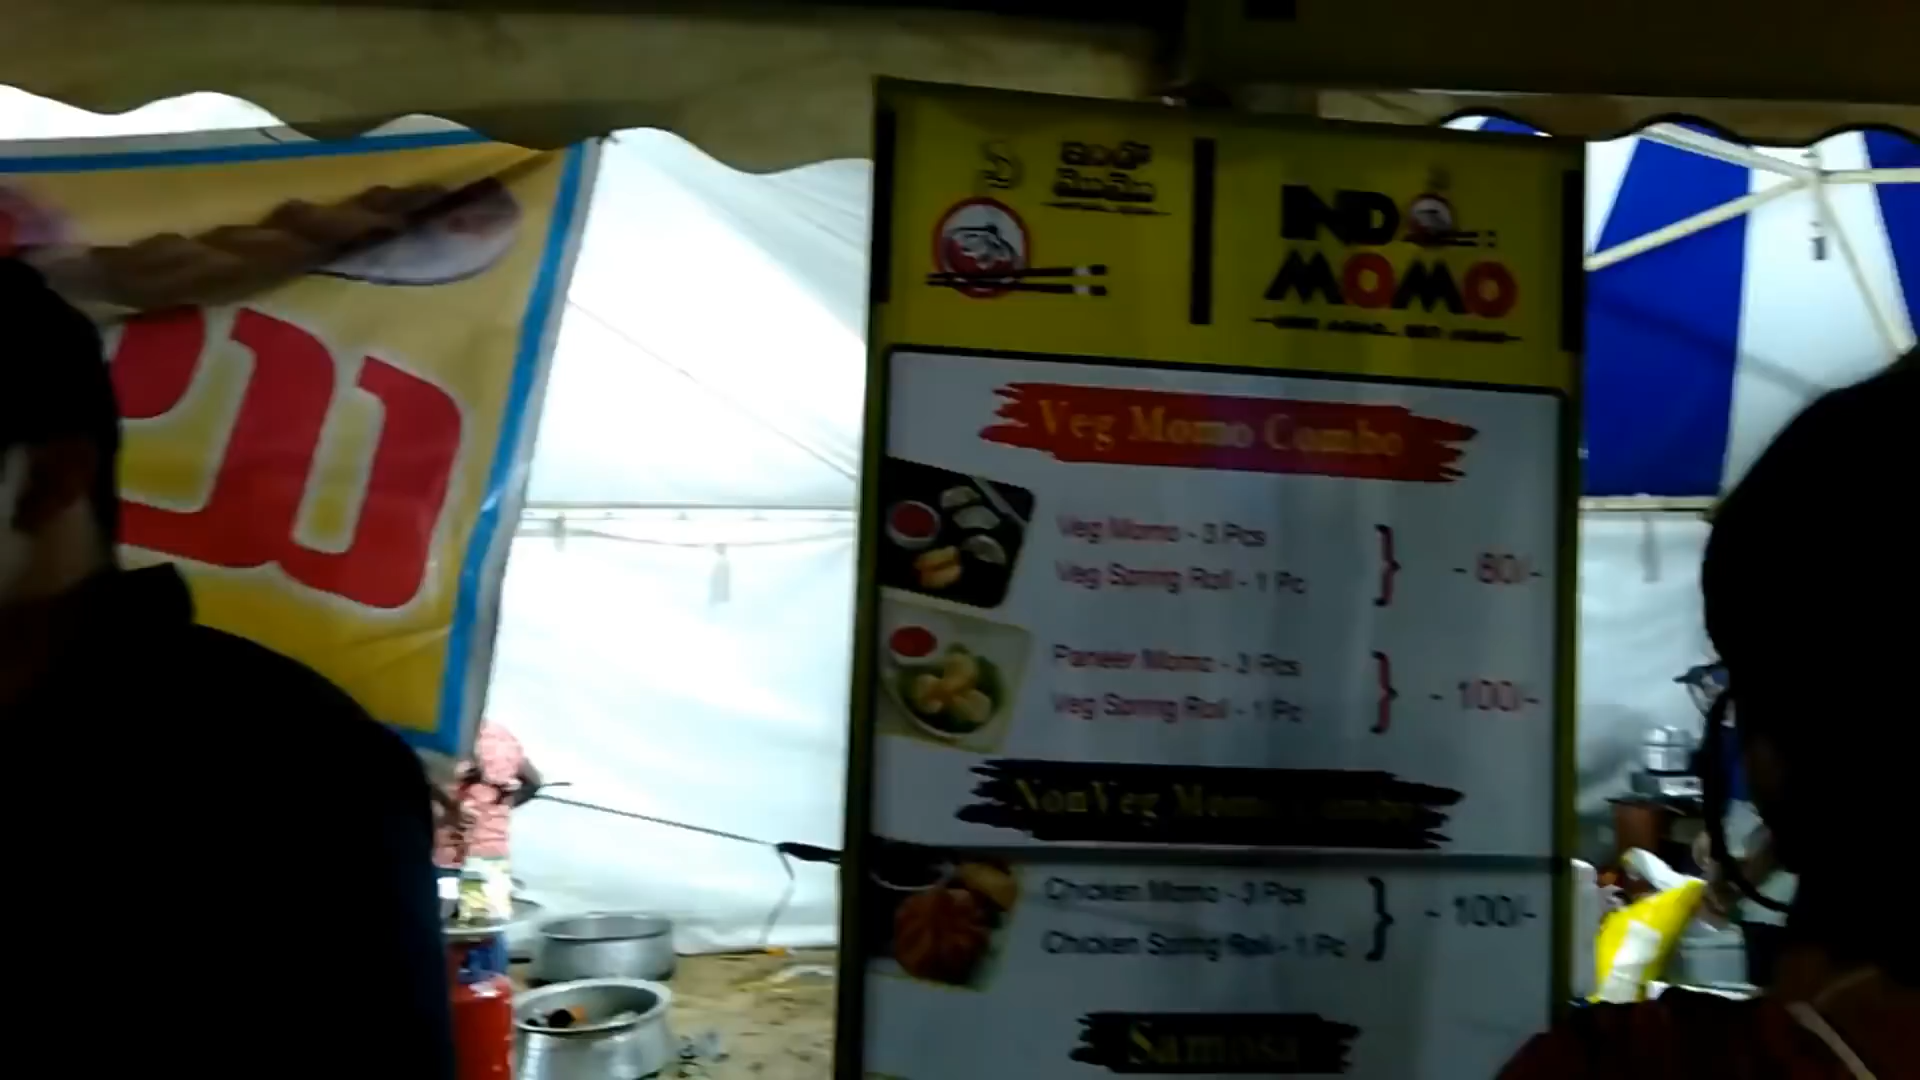 IND
MOMO
Veg Momo Combo
Veg Momo - 3 Pcs
Veg Spring Roll - 1 Pc
- 80/-
Paneer Momo - 3 Pcs
Veg Spring Roll - 1 Pc
- 100/-
NonVeg Momo Combo
Chicken Momo - 3 Pcs
Chicken Spring Roll - 1 Pc
- 100/-
Samosa